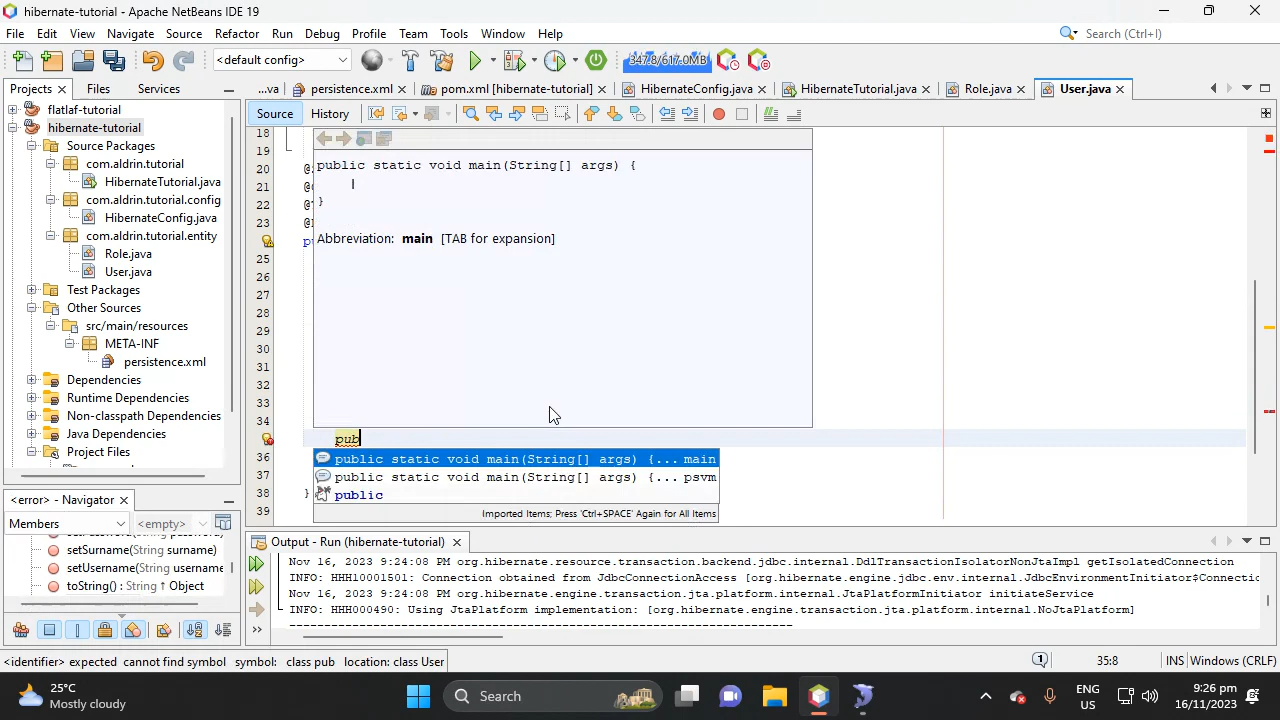 hibernate-tutorial - Apache NetBeans IDE 19
File Edit View Navigate Source Refactor Run Debug Profile Team Tools Window Help
Search (Ctrl+I)
<default config>
347.8/617.0MB
Projects
Files
Services
...va
persistence.xml
pom.xml [hibernate-tutorial]
HibernateConfig.java
HibernateTutorial.java
Role.java
User.java
Source
History
flatlaf-tutorial
hibernate-tutorial
Source Packages
com.aldrin.tutorial
HibernateTutorial.java
com.aldrin.tutorial.config
HibernateConfig.java
com.aldrin.tutorial.entity
Role.java
User.java
Test Packages
Other Sources
src/main/resources
META-INF
persistence.xml
Dependencies
Runtime Dependencies
Non-classpath Dependencies
Java Dependencies
Project Files
18
19
20
21
22
23
25
26
27
28
29
30
31
32
33
34
36
37
38
39
public static void main(String[] args) {
}
Abbreviation: main [TAB for expansion]
pub
public static void main(String[] args) {... main
public static void main(String[] args) {... psvm
public
}
Imported Items; Press 'Ctrl+SPACE' Again for All Items
<error> - Navigator
Members
<empty>
setPassword(String password)
setSurname(String surname)
setUsername(String username
toString() : String ↑ Object
Output - Run (hibernate-tutorial)
Nov 16, 2023 9:24:08 PM org.hibernate.resource.transaction.backend.jdbc.internal.DdlTransactionIsolatorNonJtaImpl getIsolatedConnection
INFO: HHH10001501: Connection obtained from JdbcConnectionAccess [org.hibernate.engine.jdbc.env.internal.JdbcEnvironmentInitiator$Connectio
Nov 16, 2023 9:24:08 PM org.hibernate.engine.transaction.jta.platform.internal.JtaPlatformInitiator initiateService
INFO: HHH000490: Using JtaPlatform implementation: [org.hibernate.engine.transaction.jta.platform.internal.NoJtaPlatform]
----------------------------------------------------------------------
<identifier> expected cannot find symbol symbol: class pub location: class User
1
35:8
INS
Windows (CRLF)
25°C
Mostly cloudy
Search
ENG
US
9:26 pm
16/11/2023